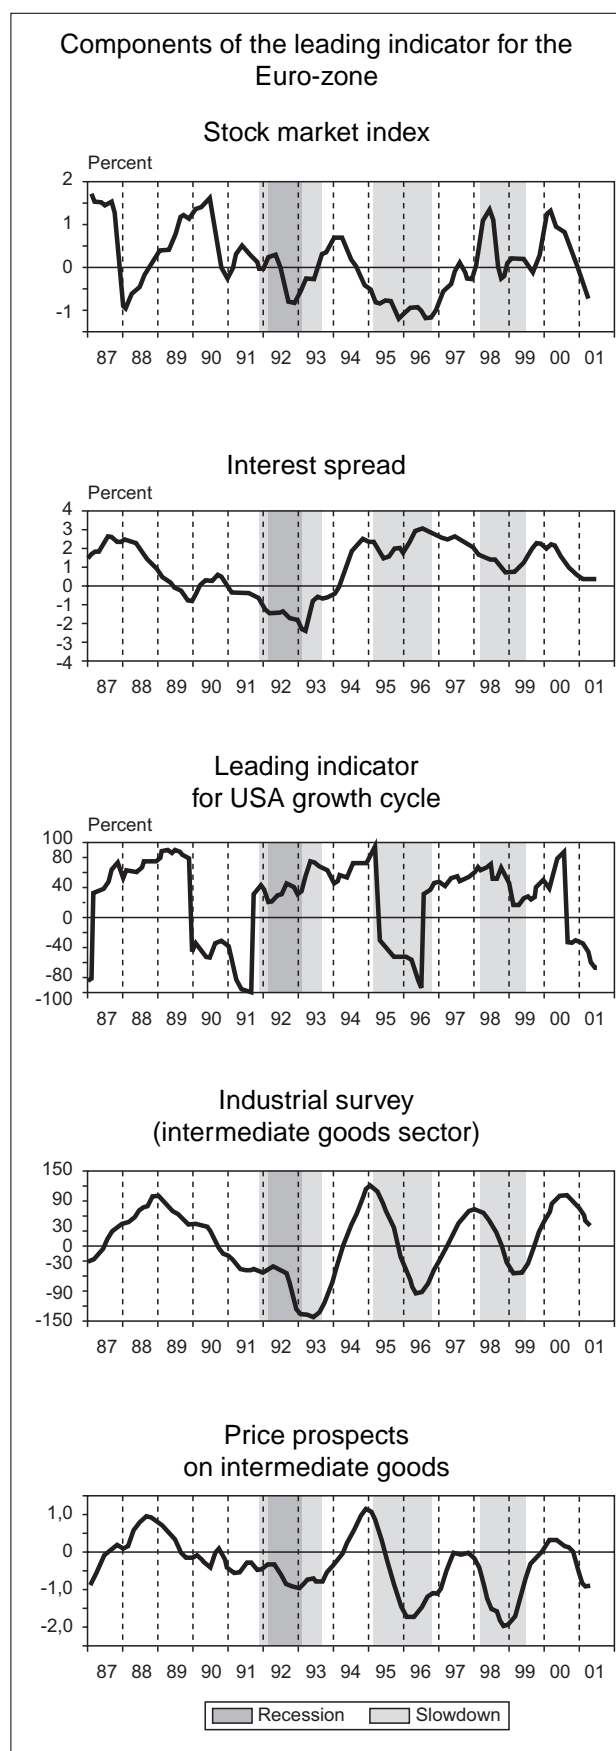 Components of the leading indicator for the
Euro-zone
Stock market index
Percent
2
1
0
-1
87 88 89 90 91 92 93 94 95 96 97 98 99 00 01
Interest spread
Percent
4
3
2
1
0
-1
-2
-3
-4
87 88 89 90 91 92 93 94 95 96 97 98 99 00 01
Leading indicator
for USA growth cycle
Percent
100
80
40
0
-40
-80
-100
87 88 89 90 91 92 93 94 95 96 97 98 99 00 01
Industrial survey
(intermediate goods sector)
150
90
30
0
-30
-90
-150
87 88 89 90 91 92 93 94 95 96 97 98 99 00 01
Price prospects
on intermediate goods
1,0
0
-1,0
-2,0
87 88 89 90 91 92 93 94 95 96 97 98 99 00 01
Recession Slowdown